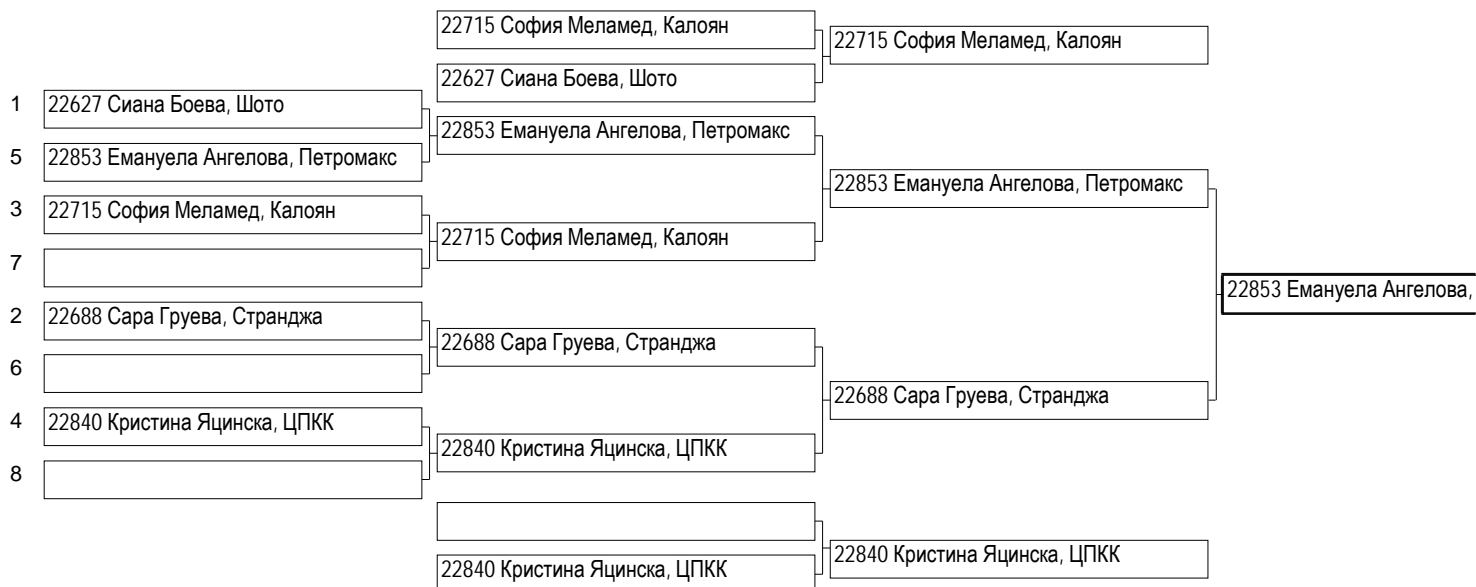 22715 София Меламед, Калоян
22715 София Меламед, Калоян
22627 Сиана Боева, Шото
1 22627 Сиана Боева, Шото
22853 Емануела Ангелова, Петромакс
5 22853 Емануела Ангелова, Петромакс
22853 Емануела Ангелова, Петромакс
3 22715 София Меламед, Калоян
22715 София Меламед, Калоян
7
22853 Емануела Ангелова,
2 22688 Сара Груева, Странджа
22688 Сара Груева, Странджа
6
22688 Сара Груева, Странджа
4 22840 Кристина Яцинска, ЦПКК
22840 Кристина Яцинска, ЦПКК
8
22840 Кристина Яцинска, ЦПКК
22840 Кристина Яцинска, ЦПКК